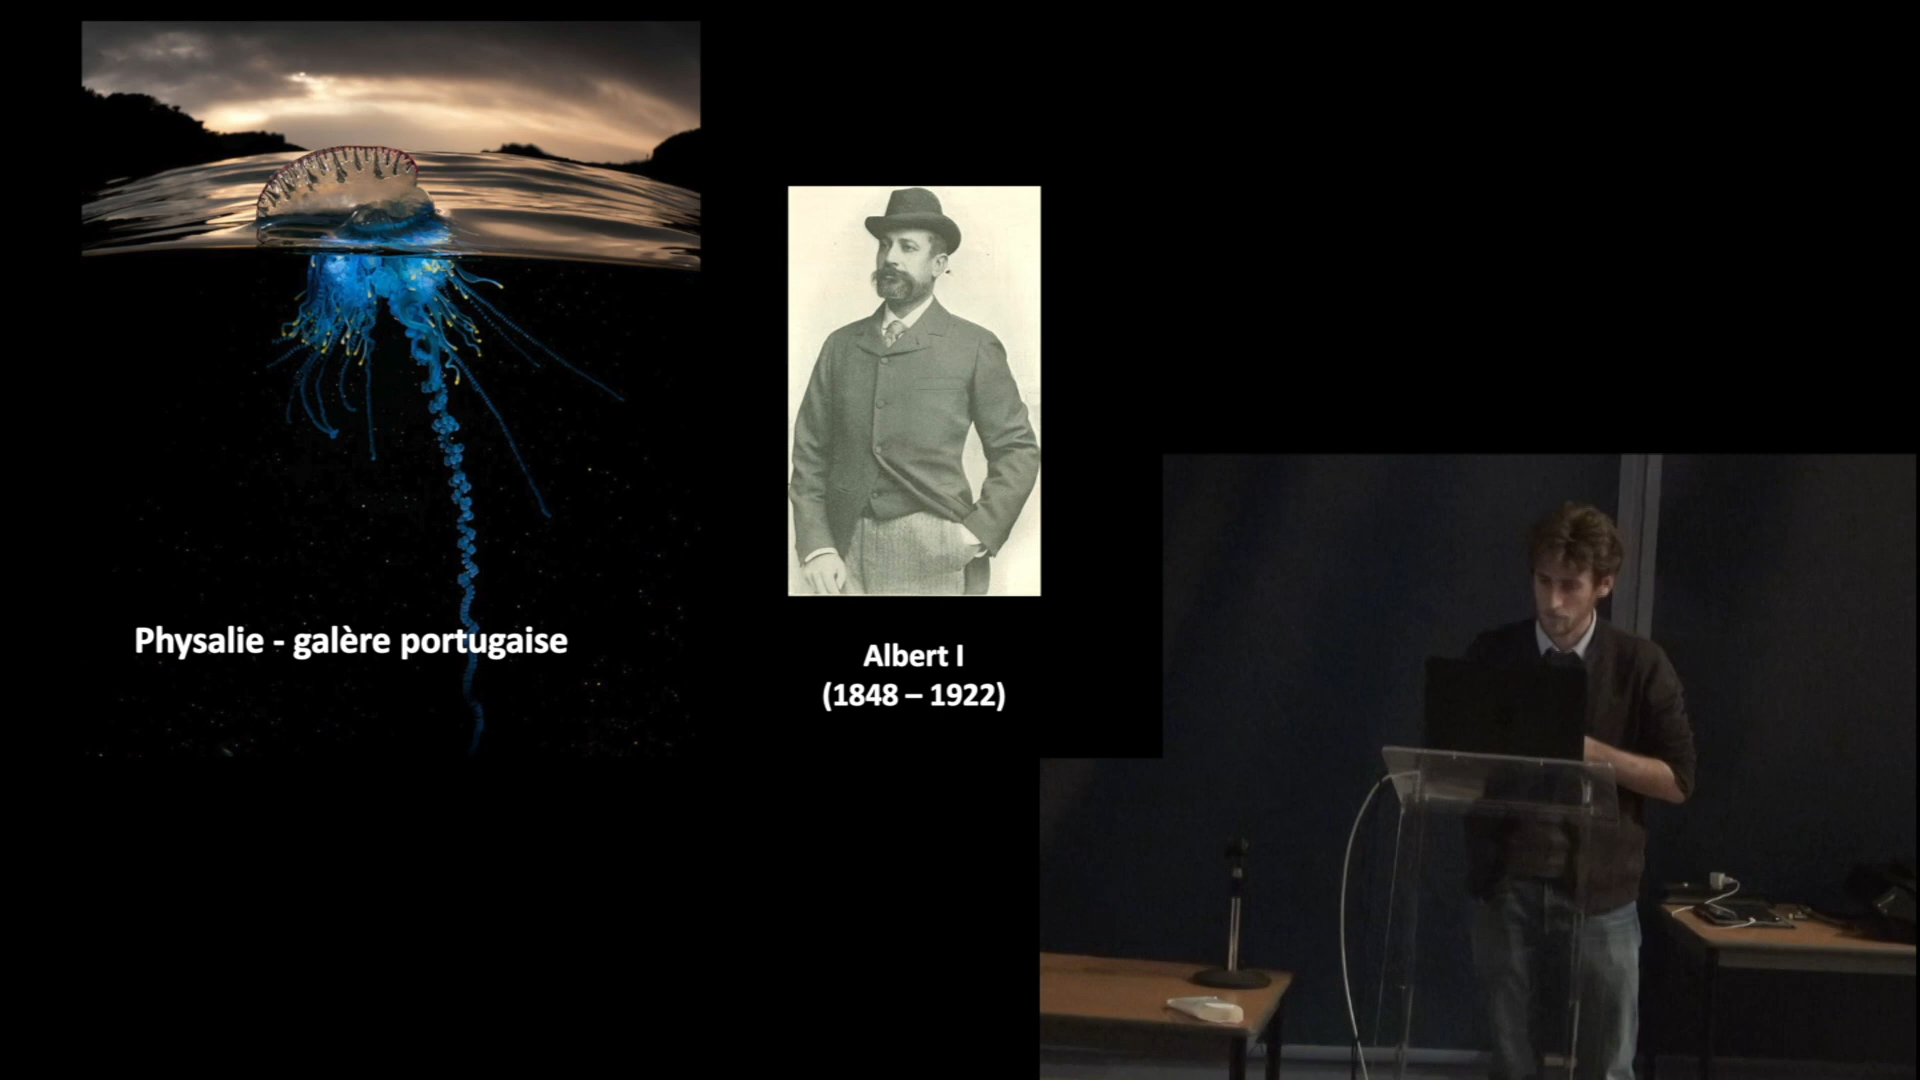 Physalie - galère portugaise
Albert I
(1848 – 1922)